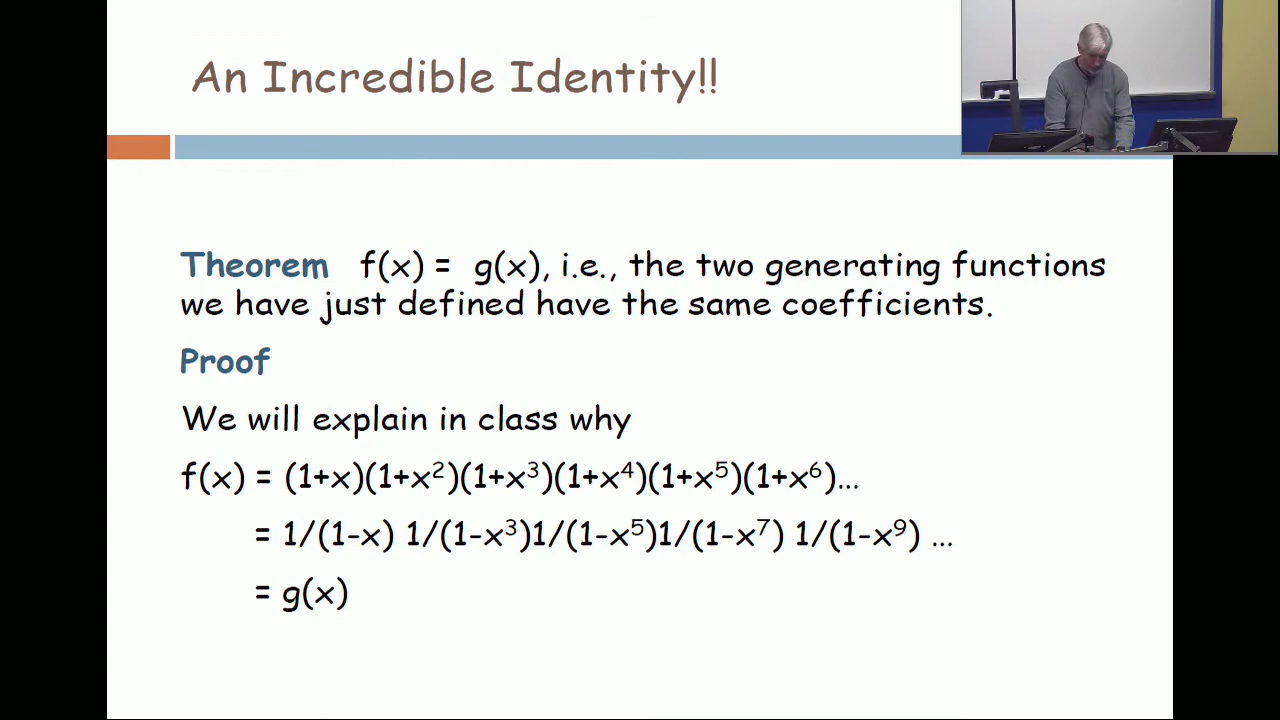 An Incredible Identity!!
Theorem f(x) = g(x), i.e., the two generating functions
we have just defined have the same coefficients.
Proof
We will explain in class why
f(x) = (1+x)(1+x²)(1+x³)(1+x⁴)(1+x⁵)(1+x⁶)…
= 1/(1-x) 1/(1-x³)1/(1-x⁵)1/(1-x⁷) 1/(1-x⁹) …
= g(x)